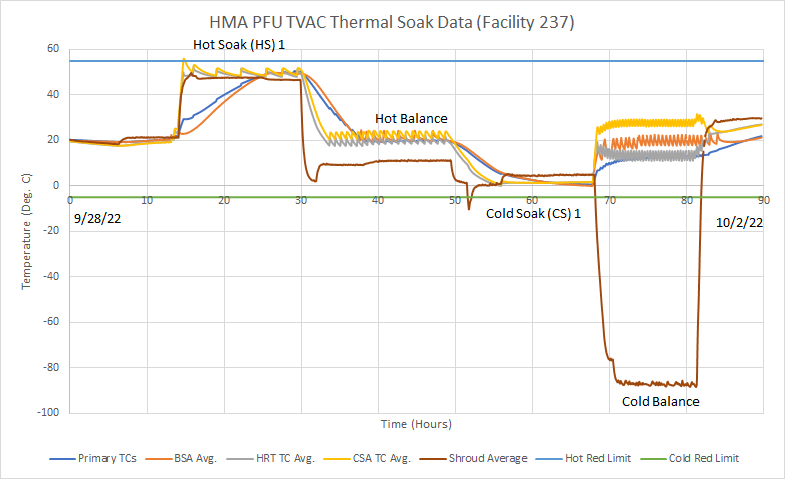 HMA PFU TVAC Thermal Soak Data (Facility 237)
Hot Soak (HS) 1
Hot Balance
Cold Soak (CS) 1
Cold Balance
9/28/22
10/2/22
Temperature (Deg. C)
60
40
20
0
-20
-40
-60
-80
-100
0 10 20 30 40 50 60 70 80 90
Time (Hours)
Primary TCs BSA Avg. HRT TC Avg. CSA TC Avg. Shroud Average Hot Red Limit Cold Red Limit